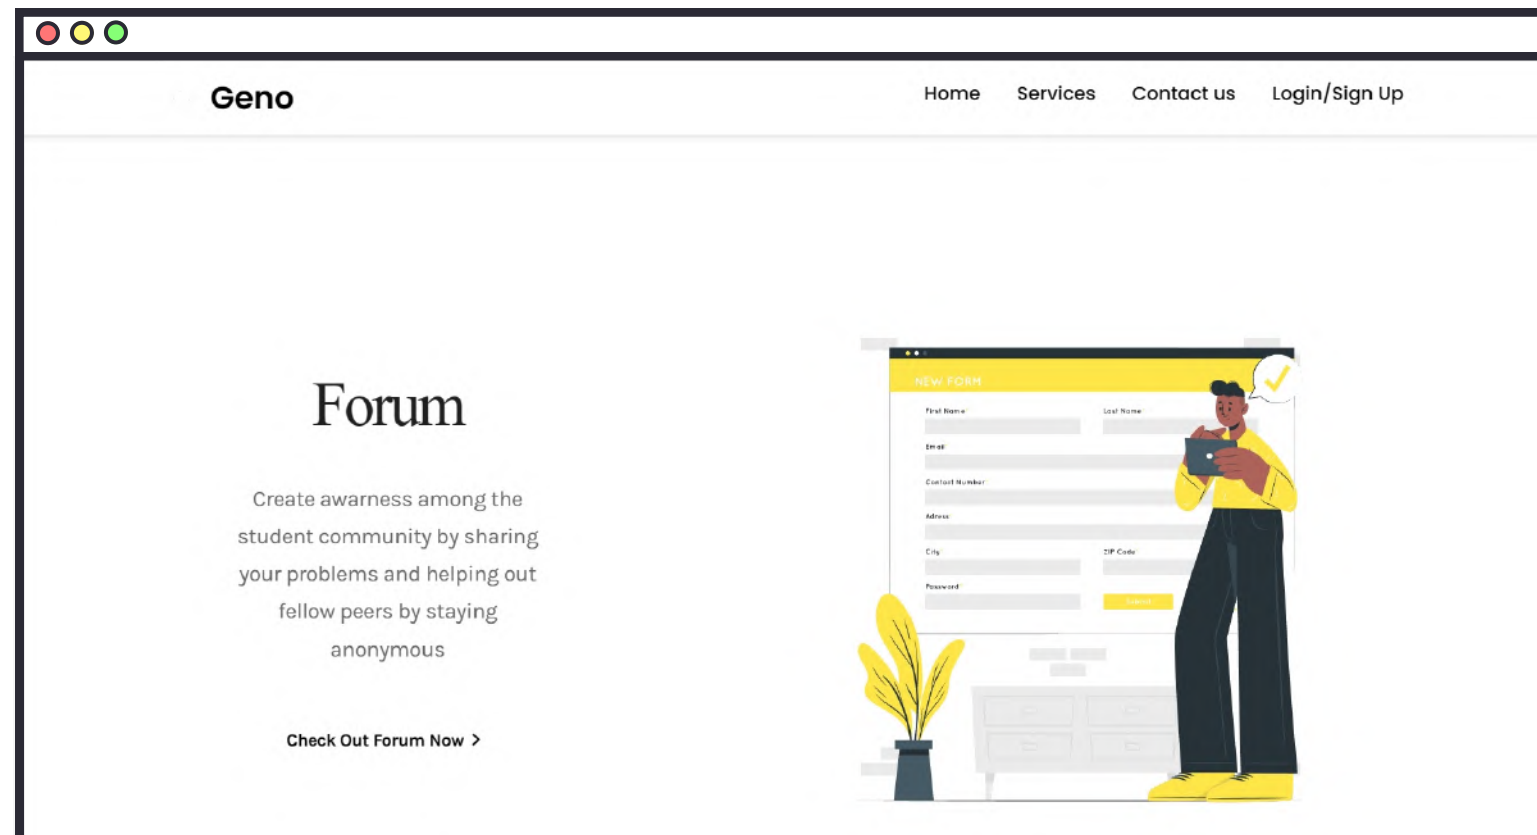 Geno
Home Services Contact us Login/Sign Up
Forum
Create awarness among the
student community by sharing
your problems and helping out
fellow peers by staying
anonymous
Check Out Forum Now >
NEW FORM
First Name Last Name
Email
Contact Number
Adress
City ZIP Code
Password